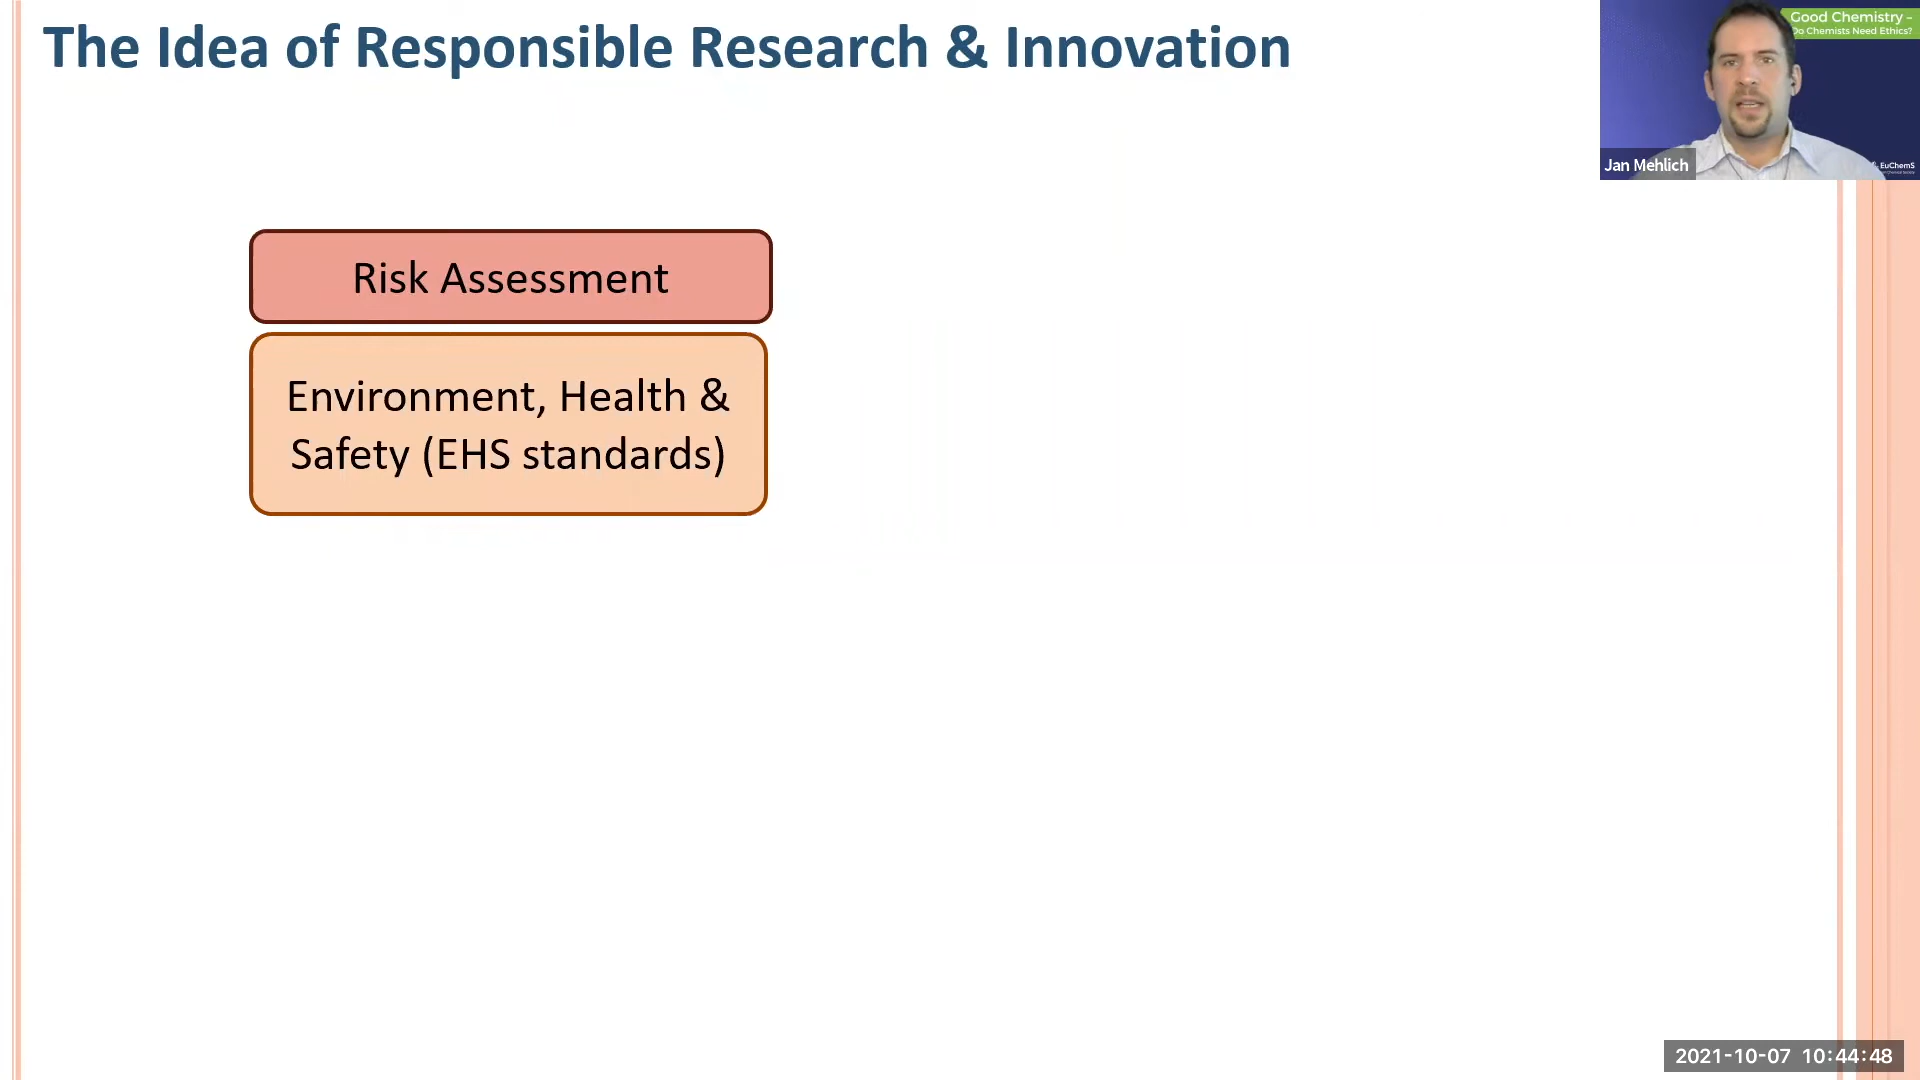 The Idea of Responsible Research & Innovation
Good Chemistry –
Do Chemists Need Ethics?
EuChemS
Jan Mehlich
Risk Assessment
Environment, Health &
Safety (EHS standards)
2021-10-07 10:44:48